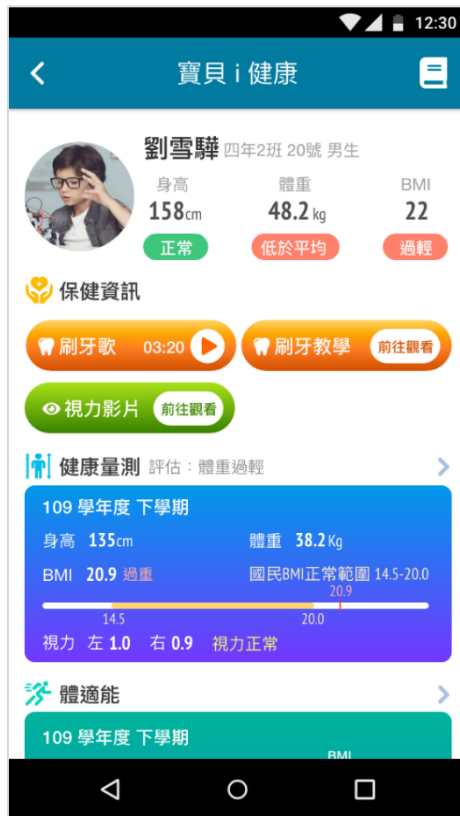 12:30
寶貝 i 健康
劉雪驊 四年2班 20號 男生
身高 體重 BMI
158cm 48.2 kg 22
正常 低於平均 過輕
保健資訊
刷牙歌 03:20 刷牙教學 前往觀看
視力影片 前往觀看
健康量測 評估：體重過輕
109 學年度 下學期
身高 135cm 體重 38.2 Kg
BMI 20.9 過重 國民BMI正常範圍 14.5-20.0
20.9
14.5 20.0
視力 左 1.0 右 0.9 視力正常
體適能
109 學年度 下學期
BMI